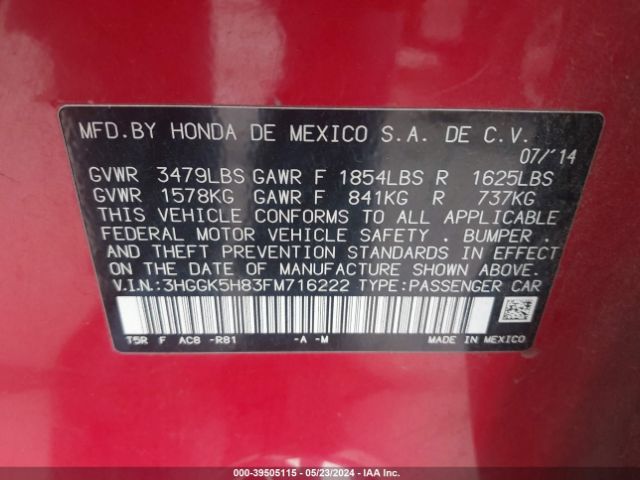 MFD.BY HONDA DE MEXICO S.A. DE C.V.
07/'14
GVWR 3479LBS GAWR F 1854LBS R 1625LBS
GVWR 1578KG GAWR F 841KG R 737KG
THIS VEHICLE CONFORMS TO ALL APPLICABLE
FEDERAL MOTOR VEHICLE SAFETY . BUMPER .
AND THEFT PREVENTION STANDARDS IN EFFECT
ON THE DATE OF MANUFACTURE SHOWN ABOVE.
V.I.N.:3HGGK5H83FM716222 TYPE:PASSENGER CAR
T5R F AC8 -R81 -A -M MADE IN MEXICO
COPART - 39505115 - 05/23/2024 - IAA Inc.